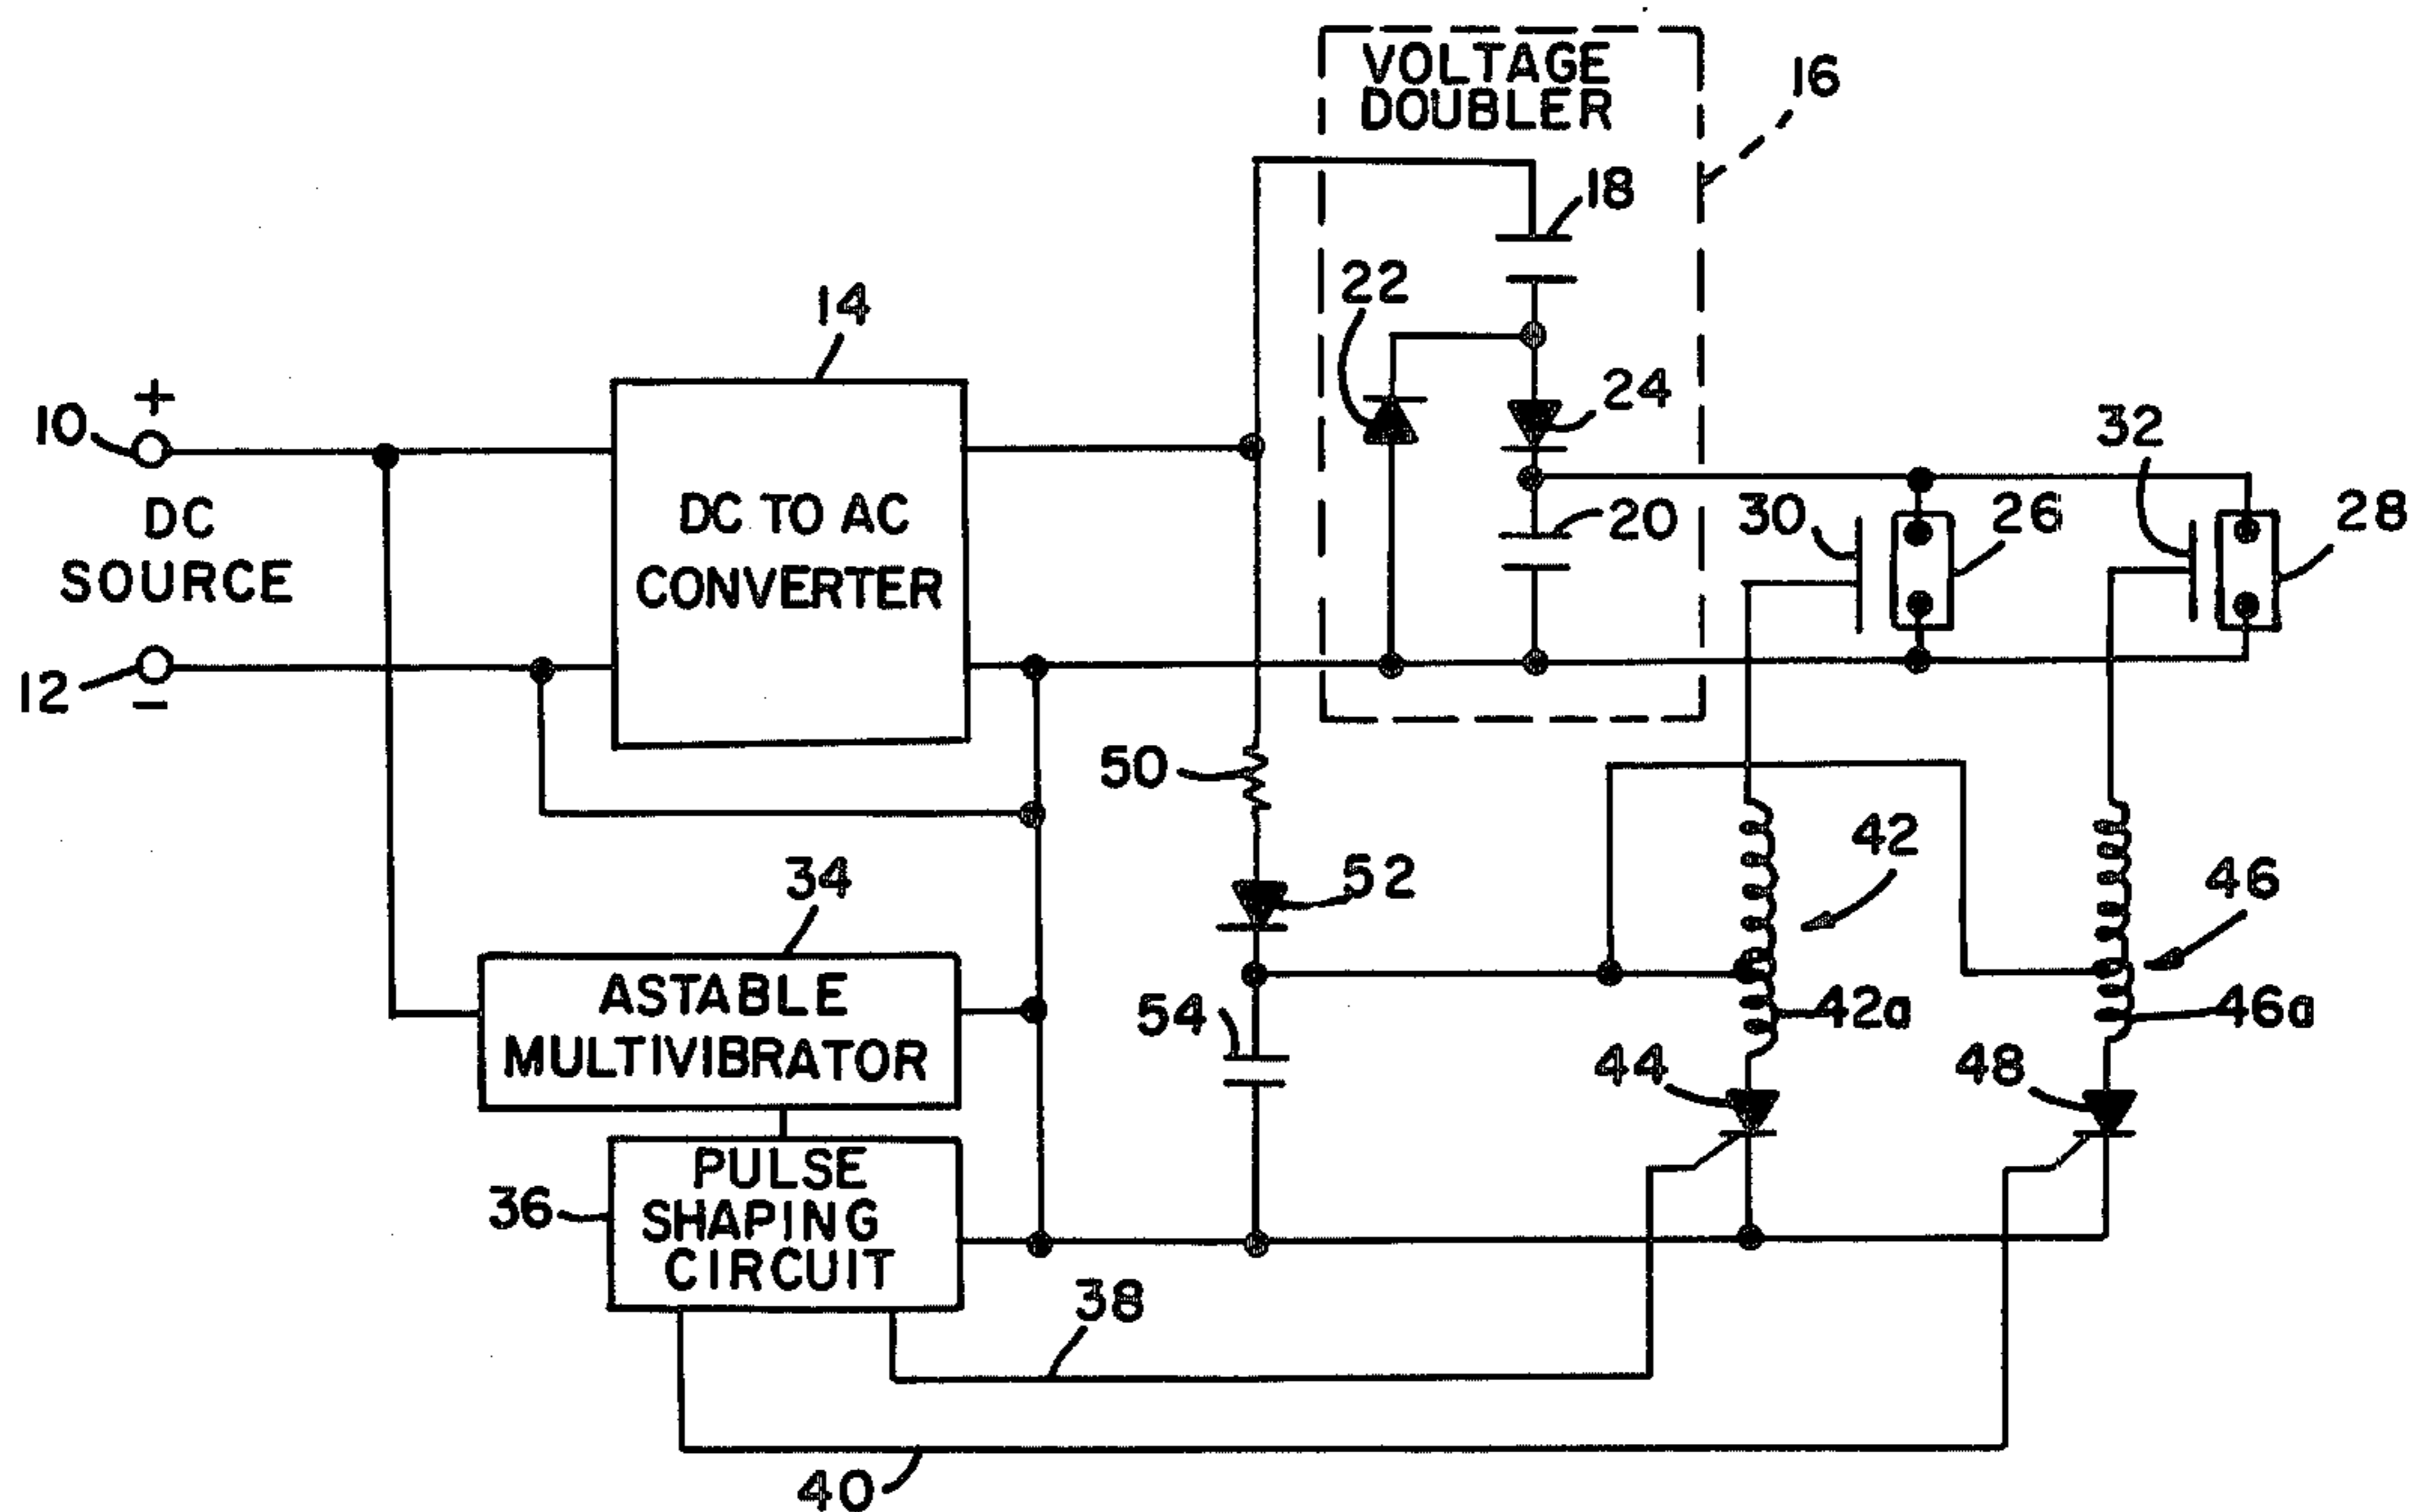 VOLTAGE
DOUBLER
16
18
22
14
24
32
+
10
DC
SOURCE
DC TO AC
CONVERTER
20
30
26
28
12
−
50
42
34
52
46
ASTABLE
MULTIVIBRATOR
54
42a
46a
44
48
36
PULSE
SHAPING
CIRCUIT
38
40